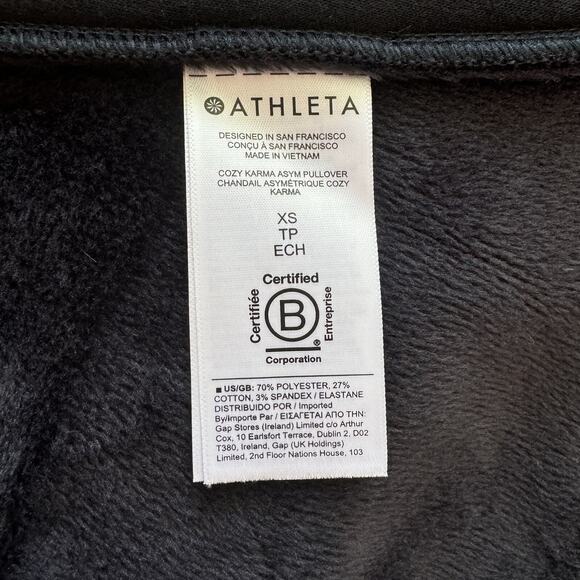 ATHLETA
DESIGNED IN SAN FRANCISCO
CONÇU À SAN FRANCISCO
MADE IN VIETNAM
COZY KARMA ASYM PULLOVER
CHANDAIL ASYMÉTRIQUE COZY
KARMA
XS
TP
ECH
Certified
Certifiée
B
Entreprise
®
Corporation
■ US/GB: 70% POLYESTER, 27%
COTTON, 3% SPANDEX / ELASTANE
DISTRIBUIDO POR / Imported
By/Importe Par / ΕΙΣΑΓΕΤΑΙ ΑΠΟ ΤΗΝ:
Gap Stores (Ireland) Limited c/o Arthur
Cox, 10 Earlsfort Terrace, Dublin 2, D02
T380, Ireland, Gap (UK Holdings)
Limited, 2nd Floor Nations House, 103